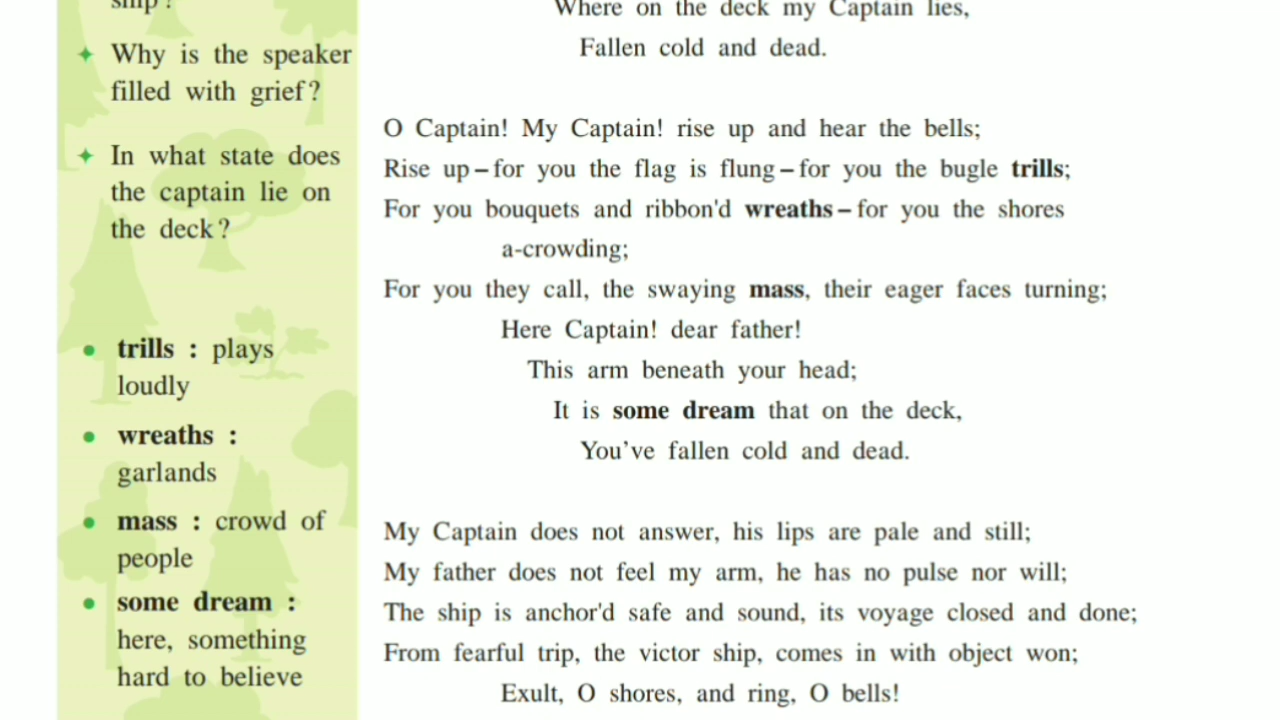 ship?
✦ Why is the speaker
filled with grief?
✦ In what state does
the captain lie on
the deck?
• trills : plays
loudly
• wreaths :
garlands
• mass : crowd of
people
• some dream :
here, something
hard to believe
Where on the deck my Captain lies,
Fallen cold and dead.
O Captain! My Captain! rise up and hear the bells;
Rise up – for you the flag is flung – for you the bugle trills;
For you bouquets and ribbon'd wreaths – for you the shores
a-crowding;
For you they call, the swaying mass, their eager faces turning;
Here Captain! dear father!
This arm beneath your head;
It is some dream that on the deck,
You've fallen cold and dead.
My Captain does not answer, his lips are pale and still;
My father does not feel my arm, he has no pulse nor will;
The ship is anchor'd safe and sound, its voyage closed and done;
From fearful trip, the victor ship, comes in with object won;
Exult, O shores, and ring, O bells!